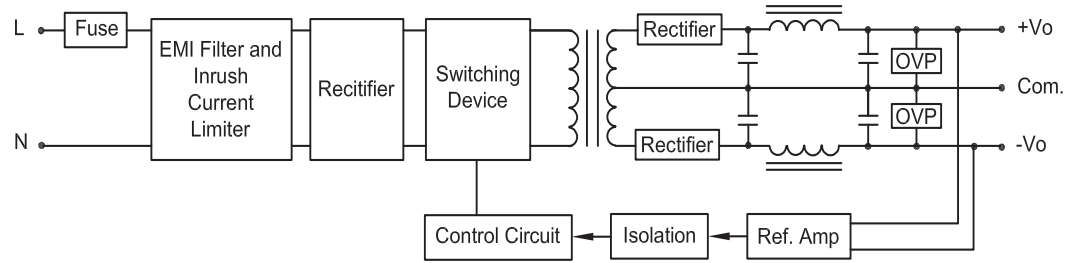 L
Fuse
EMI Filter and
Inrush
Current
Limiter
Recitifier
Switching
Device
Rectifier
+Vo
OVP
Com.
OVP
Rectifier
-Vo
N
Control Circuit
Isolation
Ref. Amp